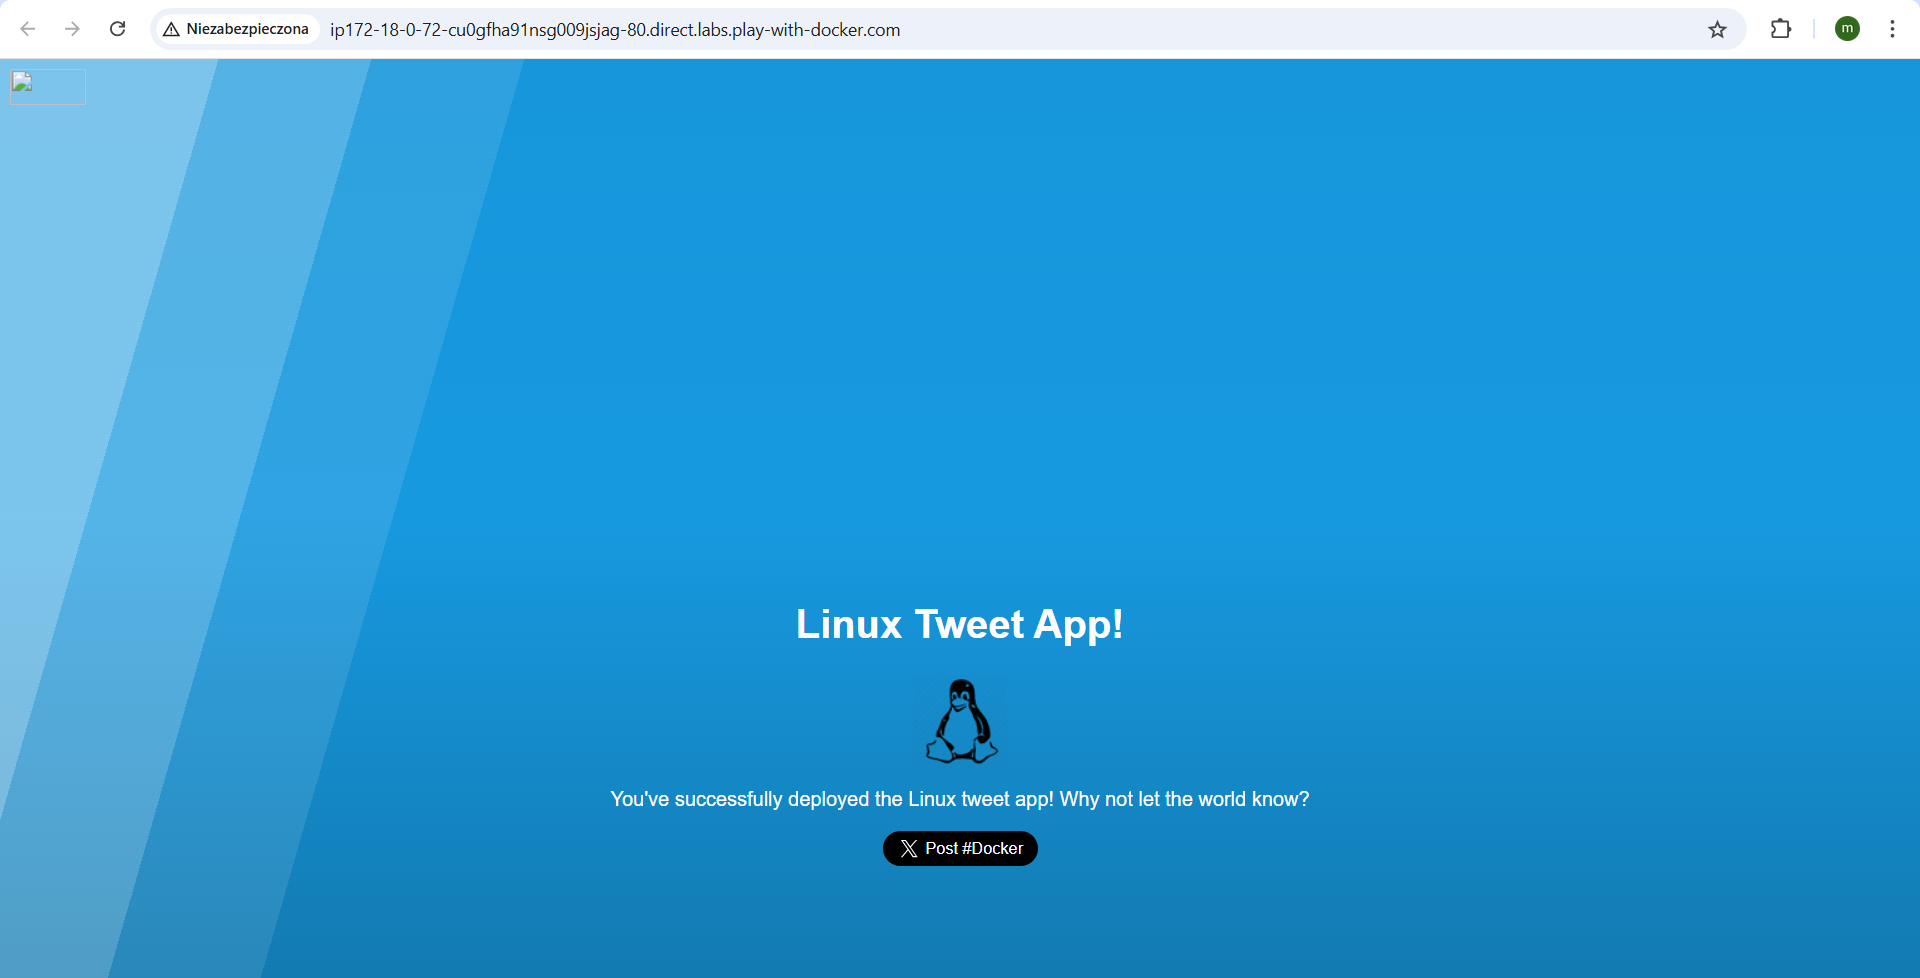 Niezabezpieczona ip172-18-0-72-cu0gfha91nsg009jsjag-80.direct.labs.play-with-docker.com m
Linux Tweet App!
You've successfully deployed the Linux tweet app! Why not let the world know?
Post #Docker